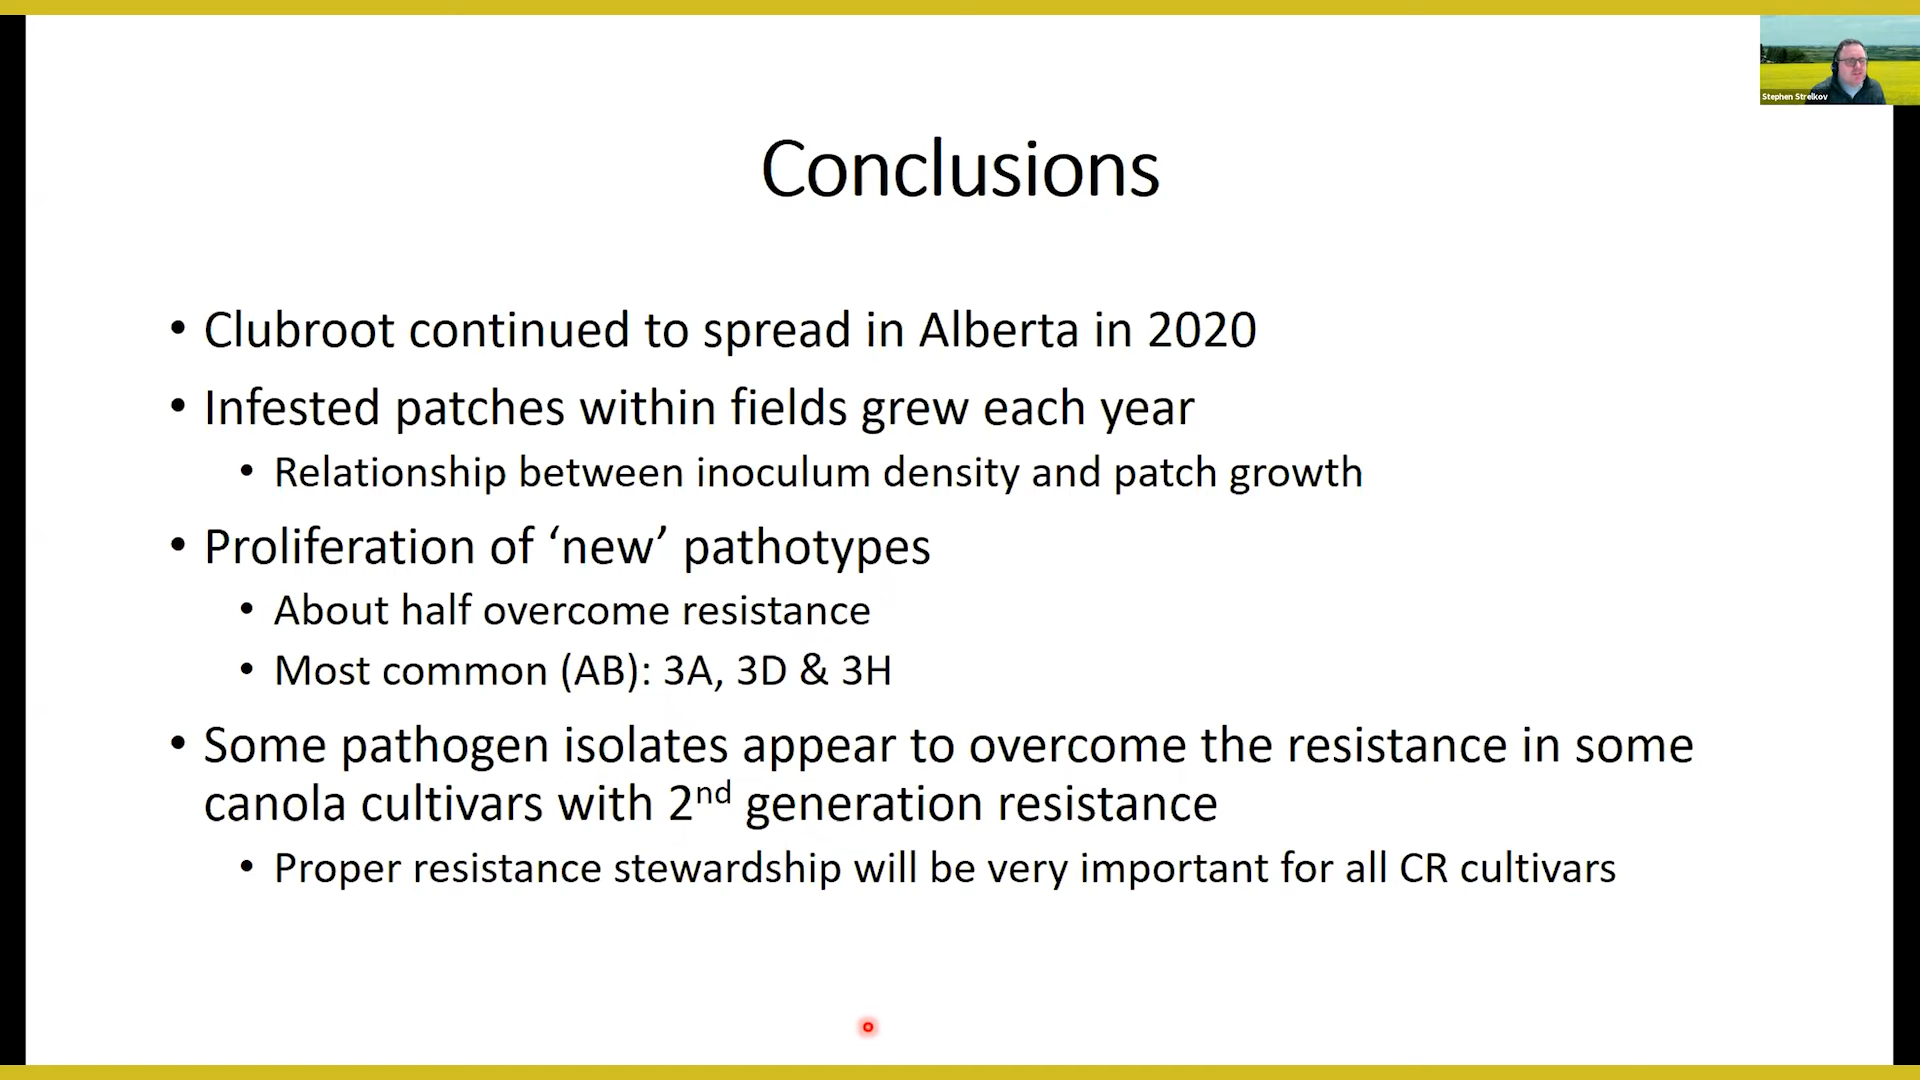 Stephen Strelkov
Conclusions
• Clubroot continued to spread in Alberta in 2020
• Infested patches within fields grew each year
• Relationship between inoculum density and patch growth
• Proliferation of ‘new’ pathotypes
• About half overcome resistance
• Most common (AB): 3A, 3D & 3H
• Some pathogen isolates appear to overcome the resistance in some
canola cultivars with 2nd generation resistance
• Proper resistance stewardship will be very important for all CR cultivars